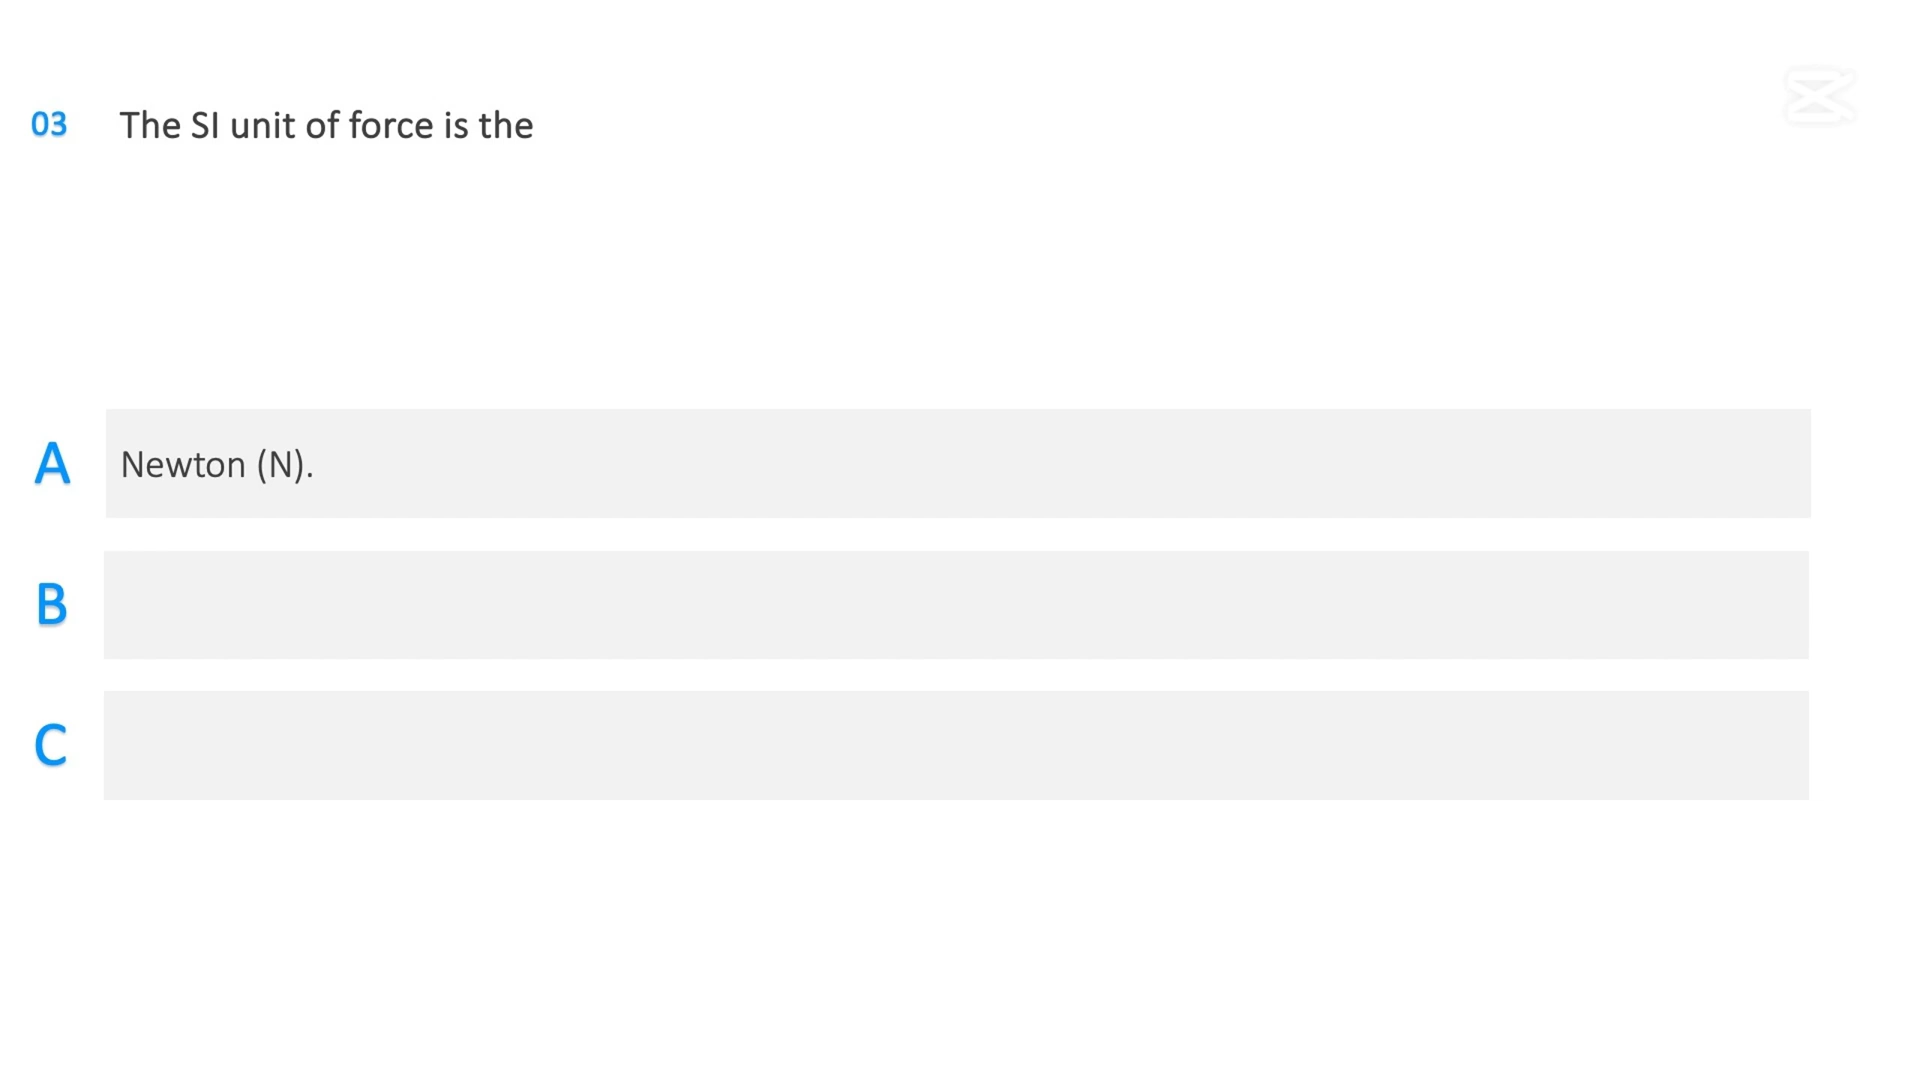 03 The SI unit of force is the
A Newton (N).
B
C